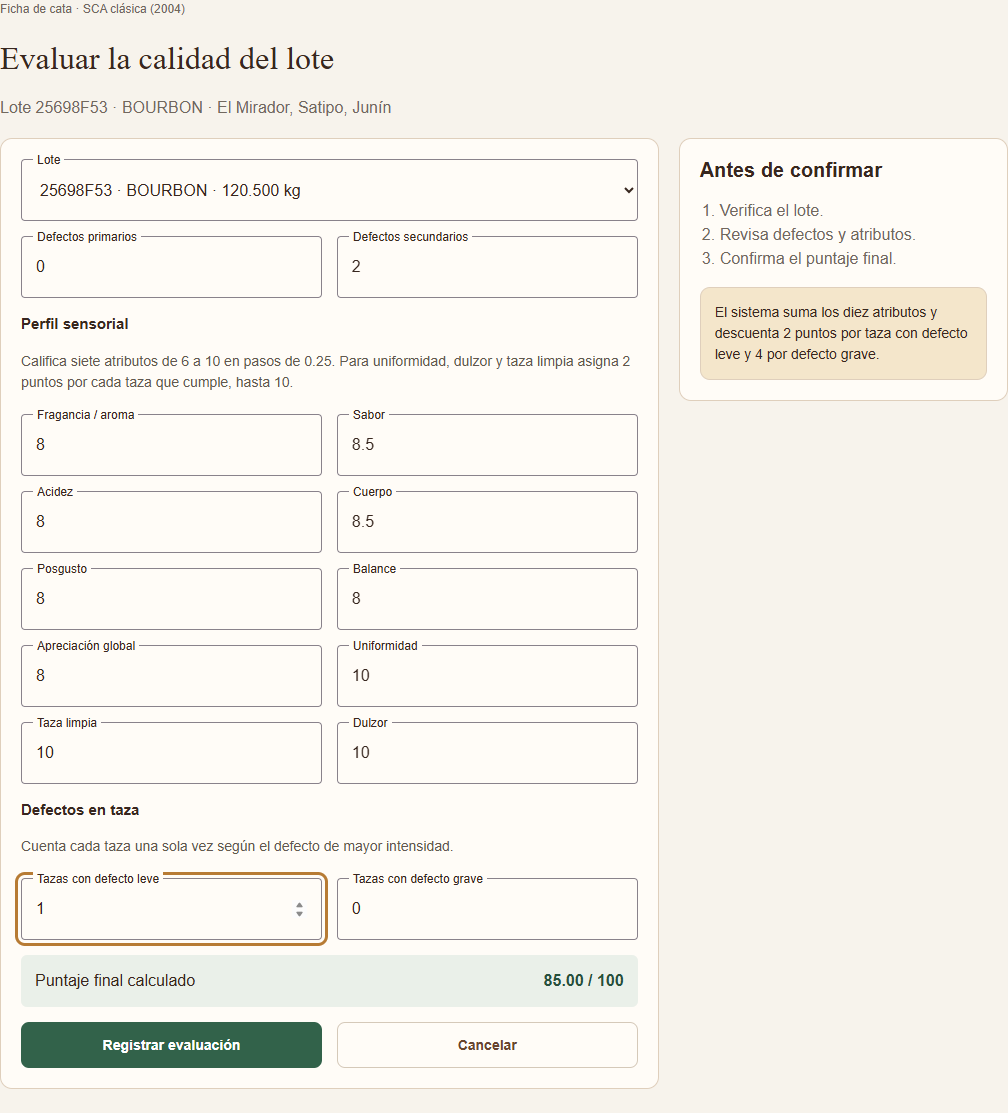 Ficha de cata · SCA clásica (2004)
Evaluar la calidad del lote
Lote 25698F53 · BOURBON · El Mirador, Satipo, Junín
Lote
25698F53 · BOURBON · 120.500 kg
Defectos primarios
0
Defectos secundarios
2
Perfil sensorial
Califica siete atributos de 6 a 10 en pasos de 0.25. Para uniformidad, dulzor y taza limpia asigna 2
puntos por cada taza que cumple, hasta 10.
Fragancia / aroma
8
Sabor
8.5
Acidez
8
Cuerpo
8.5
Posgusto
8
Balance
8
Apreciación global
8
Uniformidad
10
Taza limpia
10
Dulzor
10
Defectos en taza
Cuenta cada taza una sola vez según el defecto de mayor intensidad.
Tazas con defecto leve
1
Tazas con defecto grave
0
Puntaje final calculado
85.00 / 100
Registrar evaluación
Cancelar
Antes de confirmar
1. Verifica el lote.
2. Revisa defectos y atributos.
3. Confirma el puntaje final.
El sistema suma los diez atributos y
descuenta 2 puntos por taza con defecto
leve y 4 por defecto grave.